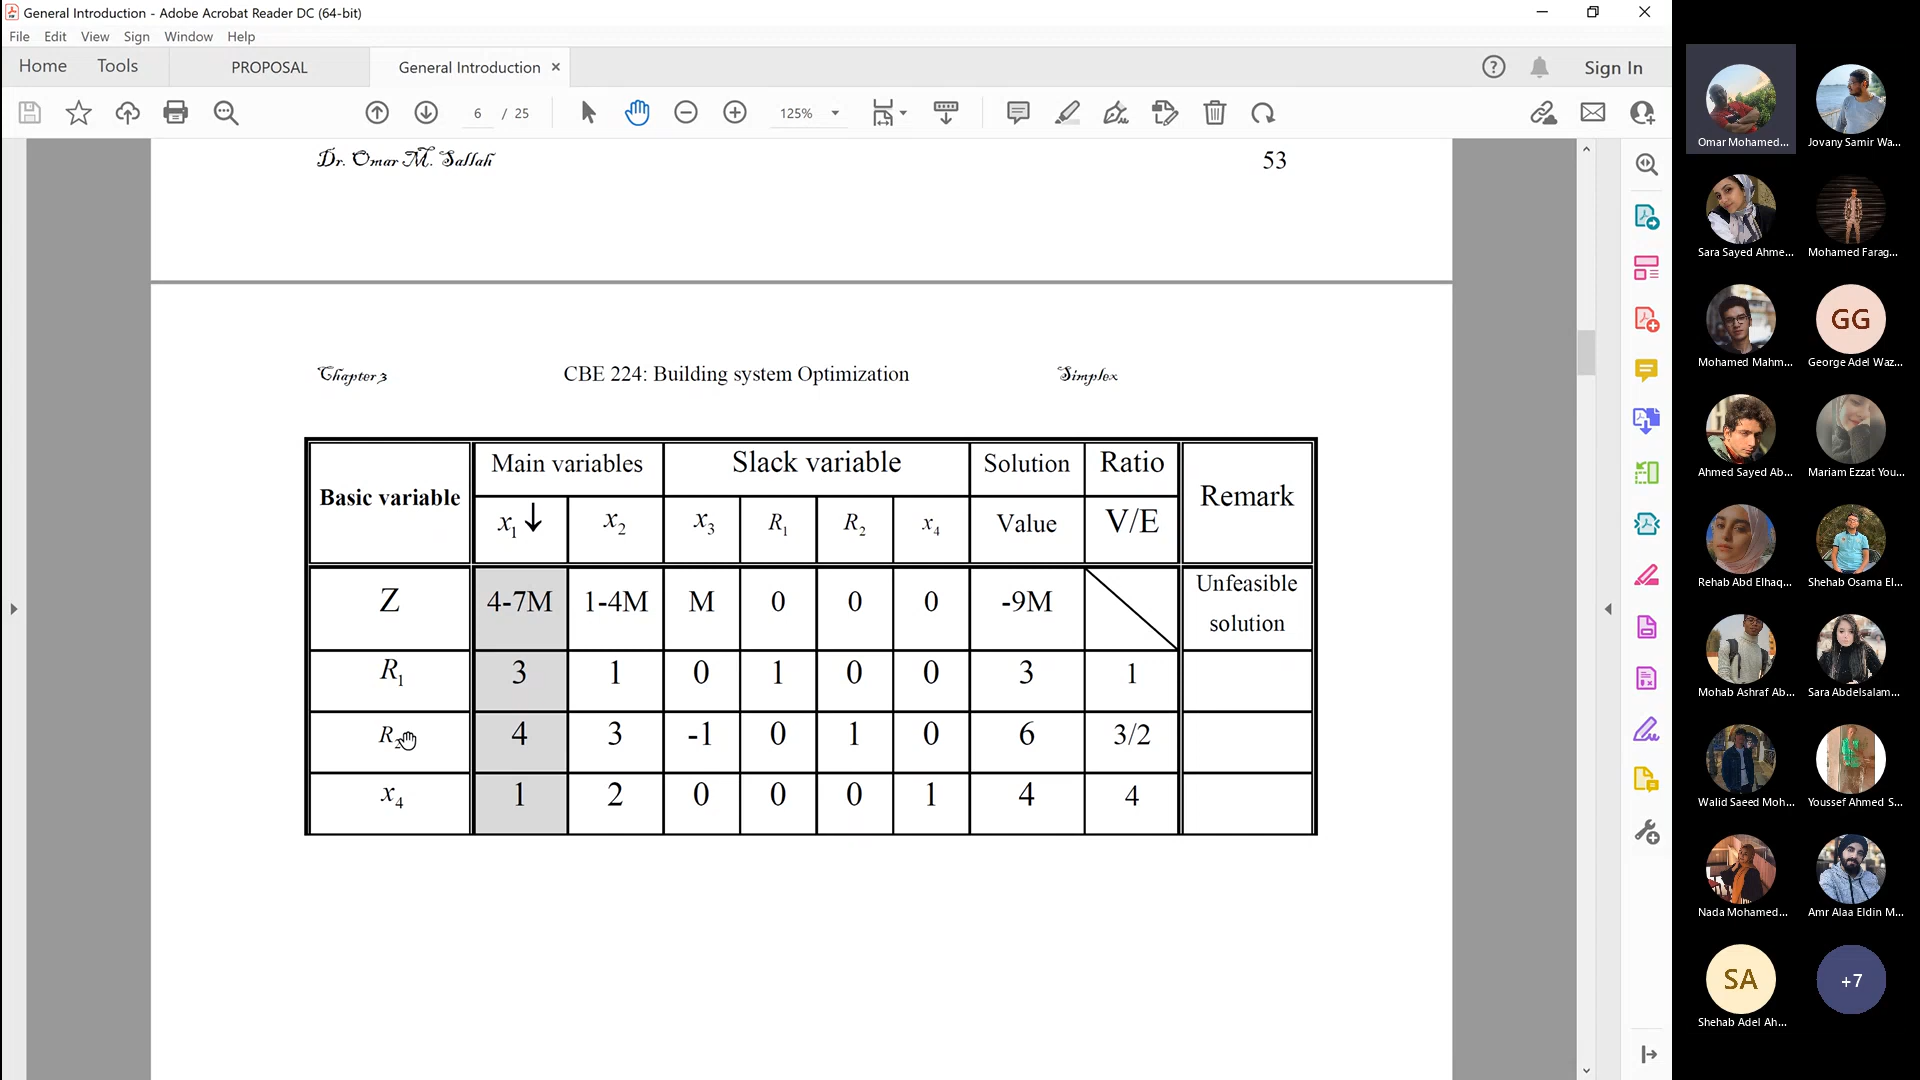 General Introduction - Adobe Acrobat Reader DC (64-bit)
File Edit View Sign Window Help
Home Tools PROPOSAL General Introduction × Sign In
6 / 25 125%
Dr. Omar M. Sallah 53
Chapter 3 CBE 224: Building system Optimization Simplex
Basic variable Main variables Slack variable Solution Value Ratio V/E Remark
x1 ↓ x2 x3 R1 R2 x4
Z 4-7M 1-4M M 0 0 0 -9M Unfeasible solution
R1 3 1 0 1 0 0 3 1
R2 4 3 -1 0 1 0 6 3/2
x4 1 2 0 0 0 1 4 4
Omar Mohamed... Jovany Samir Wa...
Sara Sayed Ahme... Mohamed Farag...
GG
Mohamed Mahm... George Adel Waz...
Ahmed Sayed Ab... Mariam Ezzat You...
Rehab Abd Elhaq... Shehab Osama El...
Mohab Ashraf Ab... Sara Abdelsalam...
Walid Saeed Moh... Youssef Ahmed S...
Nada Mohamed... Amr Alaa Eldin M...
SA +7
Shehab Adel Ah...